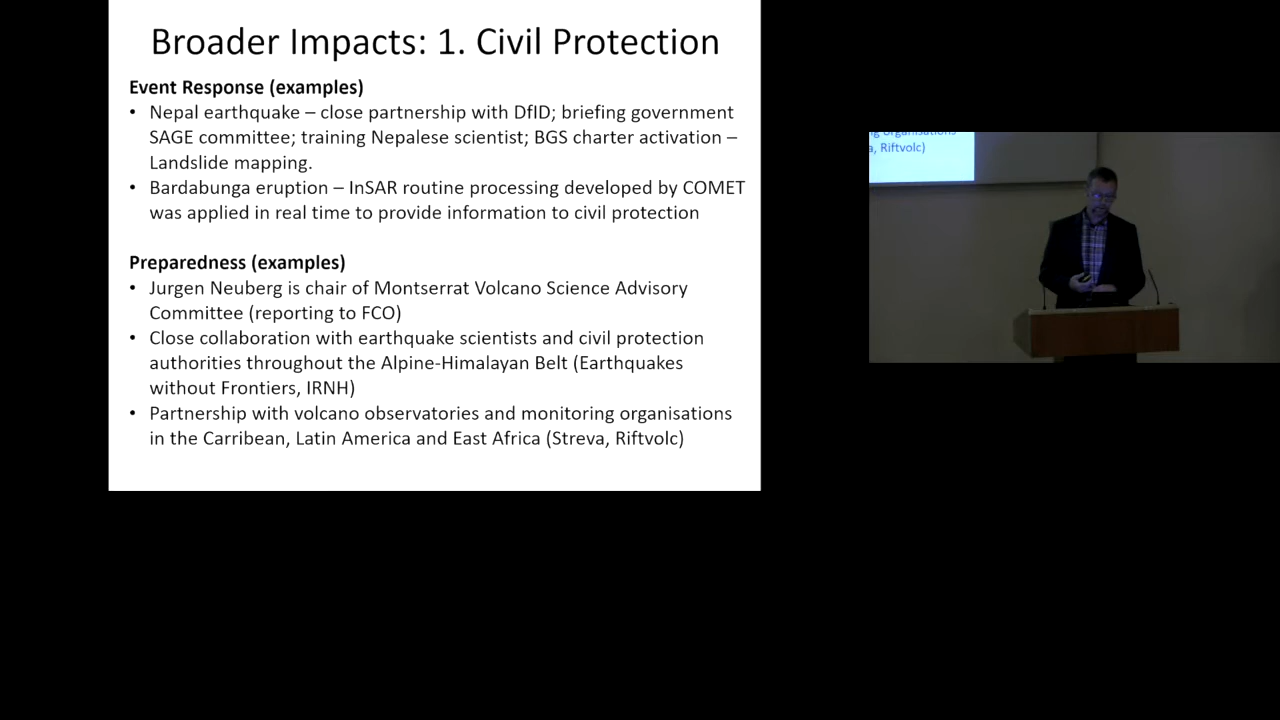 Broader Impacts: 1. Civil Protection
Event Response (examples)
• Nepal earthquake – close partnership with DfID; briefing government
SAGE committee; training Nepalese scientist; BGS charter activation –
Landslide mapping.
• Bardabunga eruption – InSAR routine processing developed by COMET
was applied in real time to provide information to civil protection
Preparedness (examples)
• Jurgen Neuberg is chair of Montserrat Volcano Science Advisory
Committee (reporting to FCO)
• Close collaboration with earthquake scientists and civil protection
authorities throughout the Alpine-Himalayan Belt (Earthquakes
without Frontiers, IRNH)
• Partnership with volcano observatories and monitoring organisations
in the Carribean, Latin America and East Africa (Streva, Riftvolc)
organisations
Riftvolc)